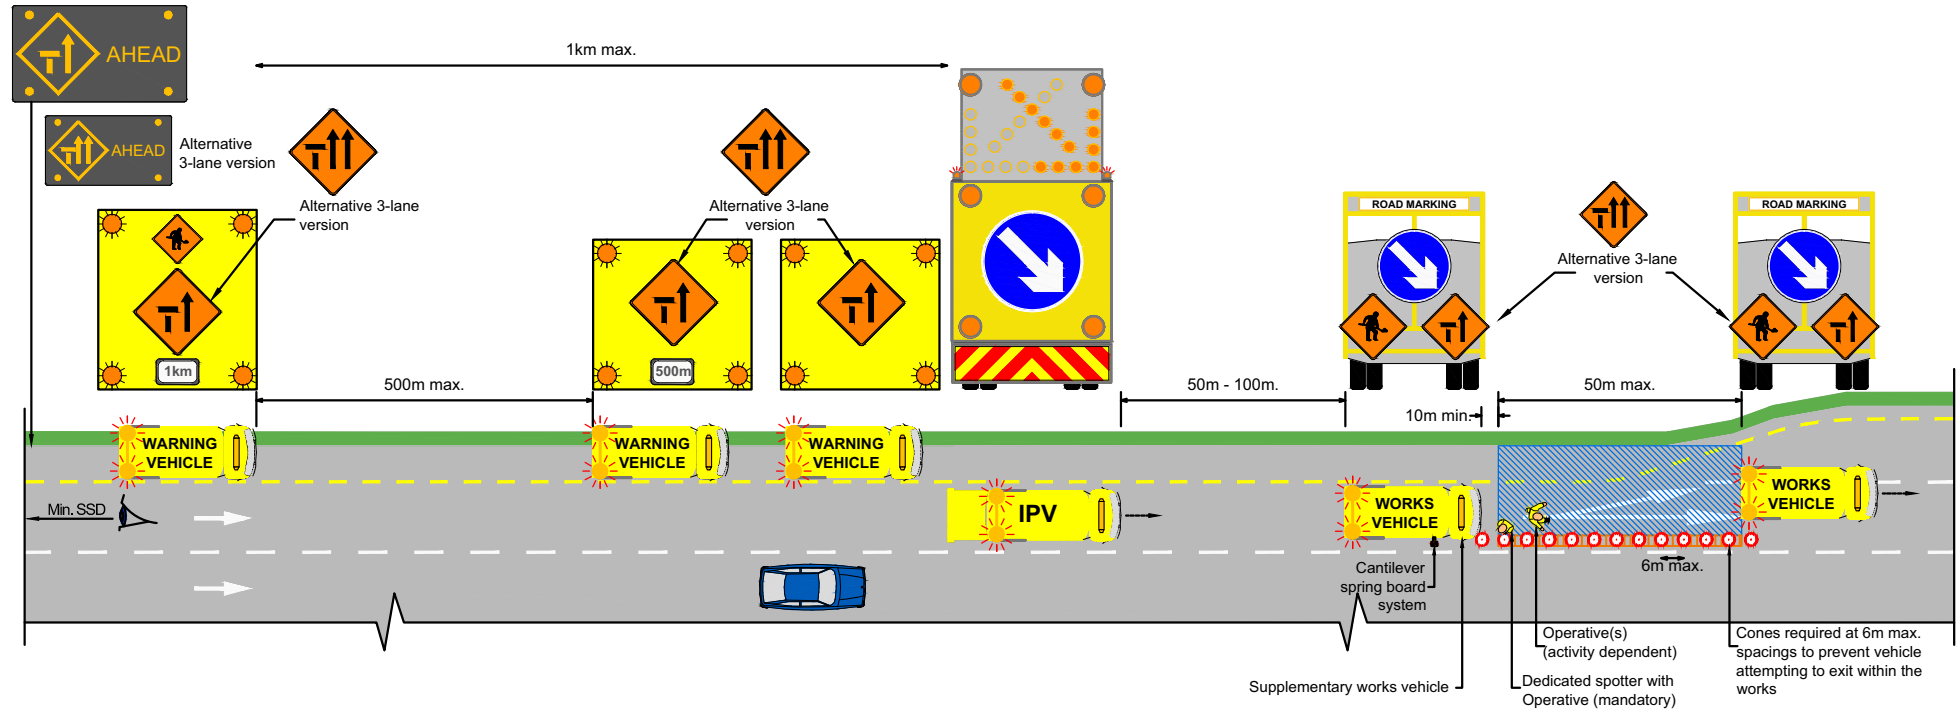 AHEAD
1km max.
AHEAD
Alternative
3-lane version
Alternative 3-lane
version
Alternative 3-lane
version
ROAD MARKING
ROAD MARKING
Alternative 3-lane
version
1km
500m
500m max.
50m - 100m.
50m max.
10m min.
WARNING
VEHICLE
WARNING
VEHICLE
WARNING
VEHICLE
Min. SSD
IPV
WORKS
VEHICLE
WORKS
VEHICLE
6m max.
Cantilever
spring board
system
Operative(s)
(activity dependent)
Cones required at 6m max.
spacings to prevent vehicle
attempting to exit within the
works
Supplementary works vehicle
Dedicated spotter with
Operative (mandatory)